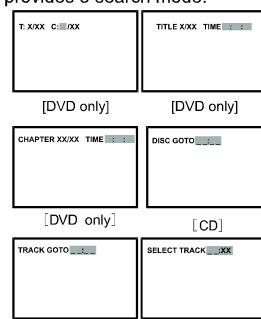 provides 6 search mode:
T: X/XX C: /XX
TITLE X/XX TIME : :
[DVD only]
[DVD only]
CHAPTER XX/XX TIME : :
DISC GOTO _ _:_ _
[DVD only]
[CD]
TRACK GOTO _ _:_ _
SELECT TRACK _ _:XX